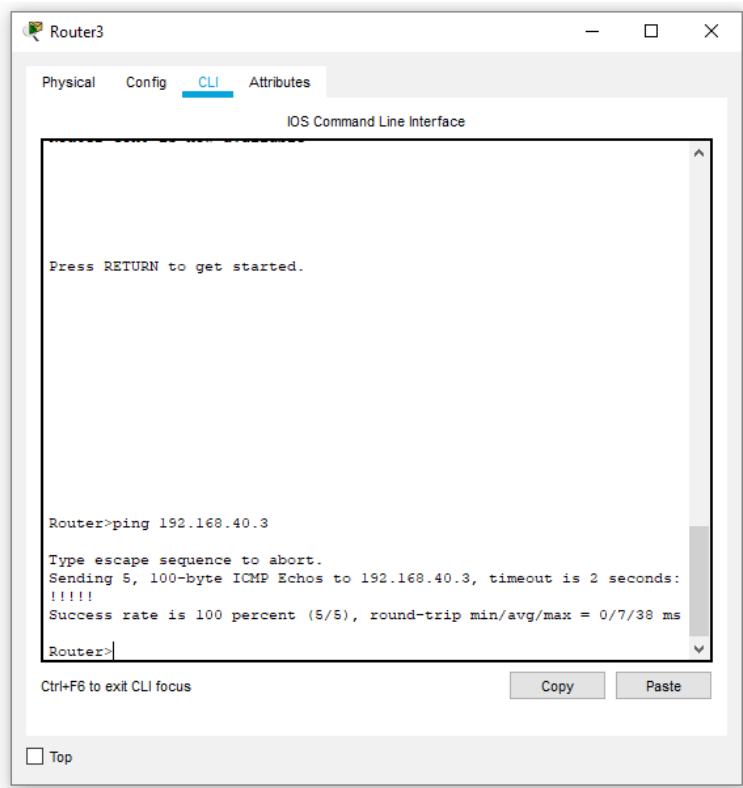 Router3
Physical Config CLI Attributes
IOS Command Line Interface
Press RETURN to get started.
Router>ping 192.168.40.3
Type escape sequence to abort.
Sending 5, 100-byte ICMP Echos to 192.168.40.3, timeout is 2 seconds:
!!!!!
Success rate is 100 percent (5/5), round-trip min/avg/max = 0/7/38 ms
Router>
Ctrl+F6 to exit CLI focus
Copy Paste
Top